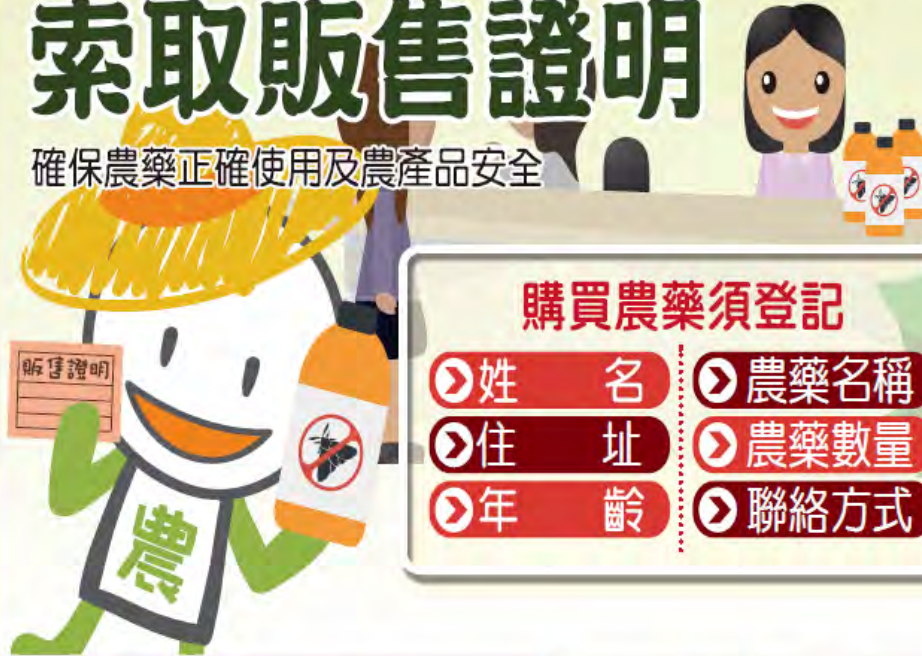 索取販售證明
確保農藥正確使用及農產品安全
購買農藥須登記
姓名
農藥名稱
住址
農藥數量
年齡
聯絡方式
販售證明
農